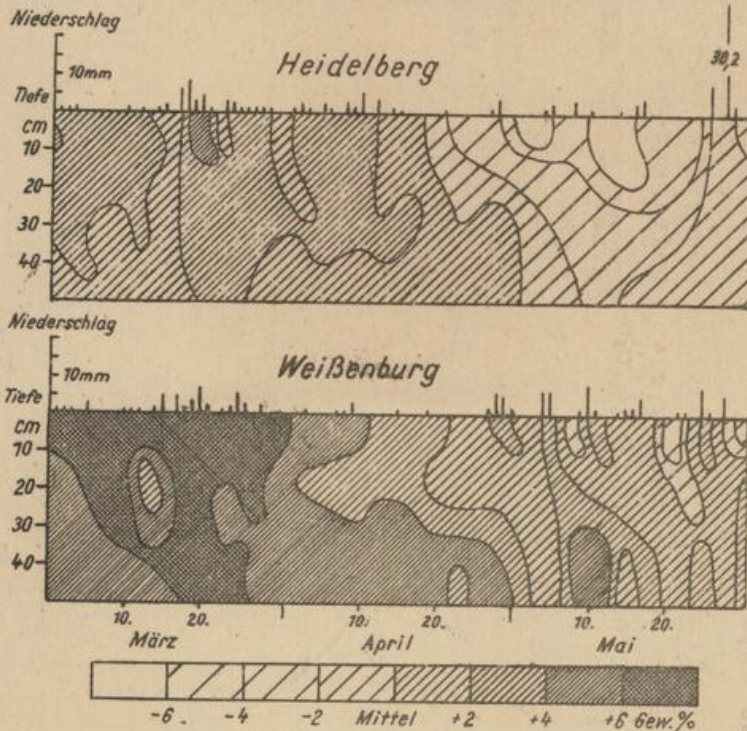 Niederschlag
10mm
Heidelberg
38,2
Tiefe
cm
10
20
30
40
Niederschlag
10mm
Weißenburg
Tiefe
cm
10
20
30
40
10. 20. 10. 20. 10. 20.
März April Mai
-6 -4 -2 Mittel +2 +4 +6 Gew.%